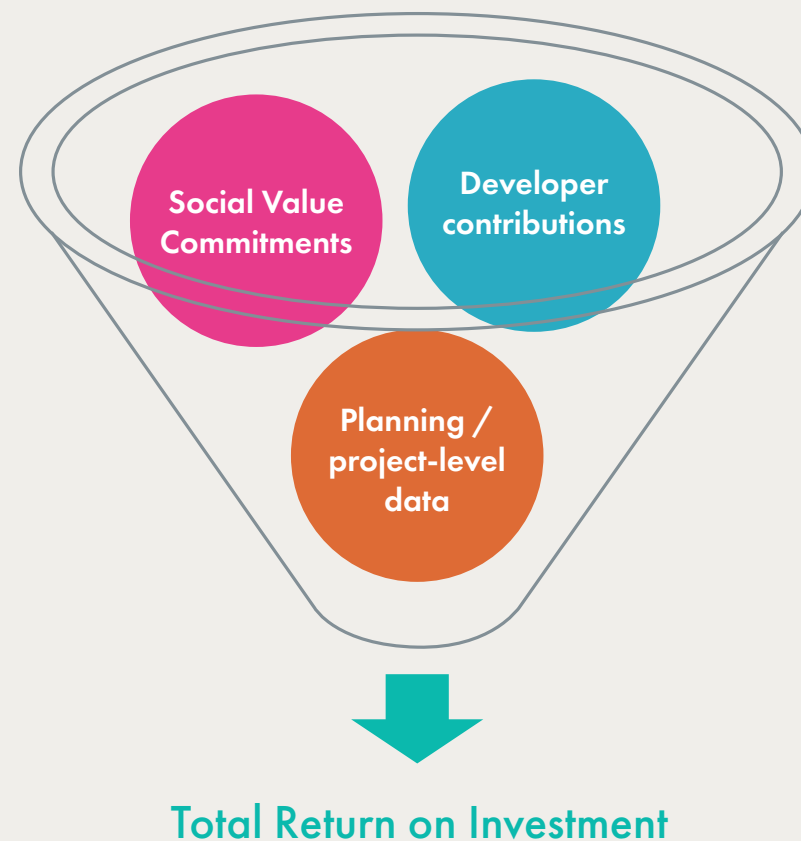 Social Value
Commitments
Developer
contributions
Planning /
project-level
data
Total Return on Investment